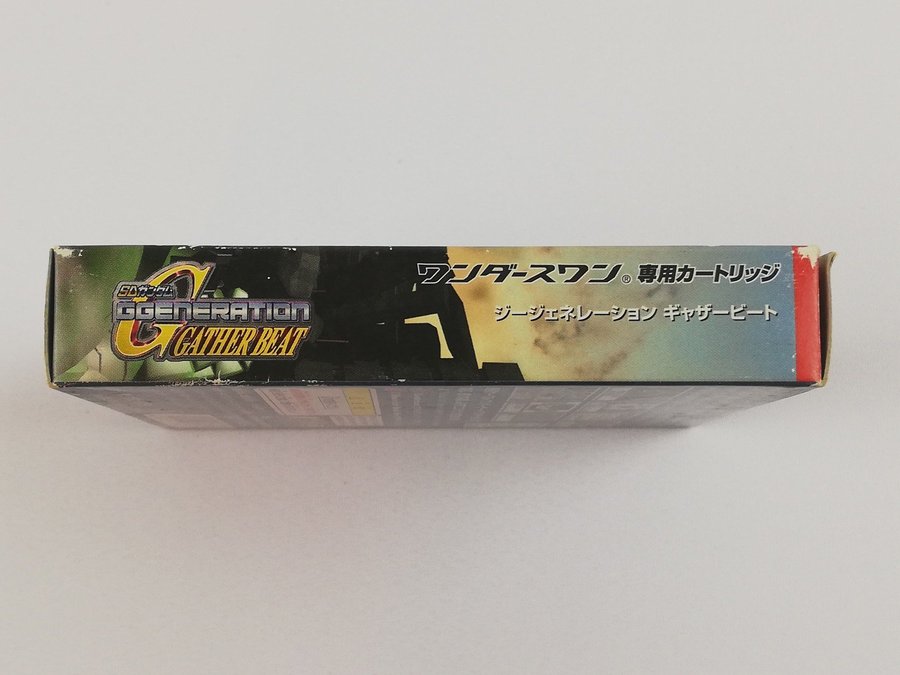 SDガンダム
GGENERATION
GATHER BEAT
ワンダースワン® 専用カートリッジ
ジージェネレーション ギャザービート